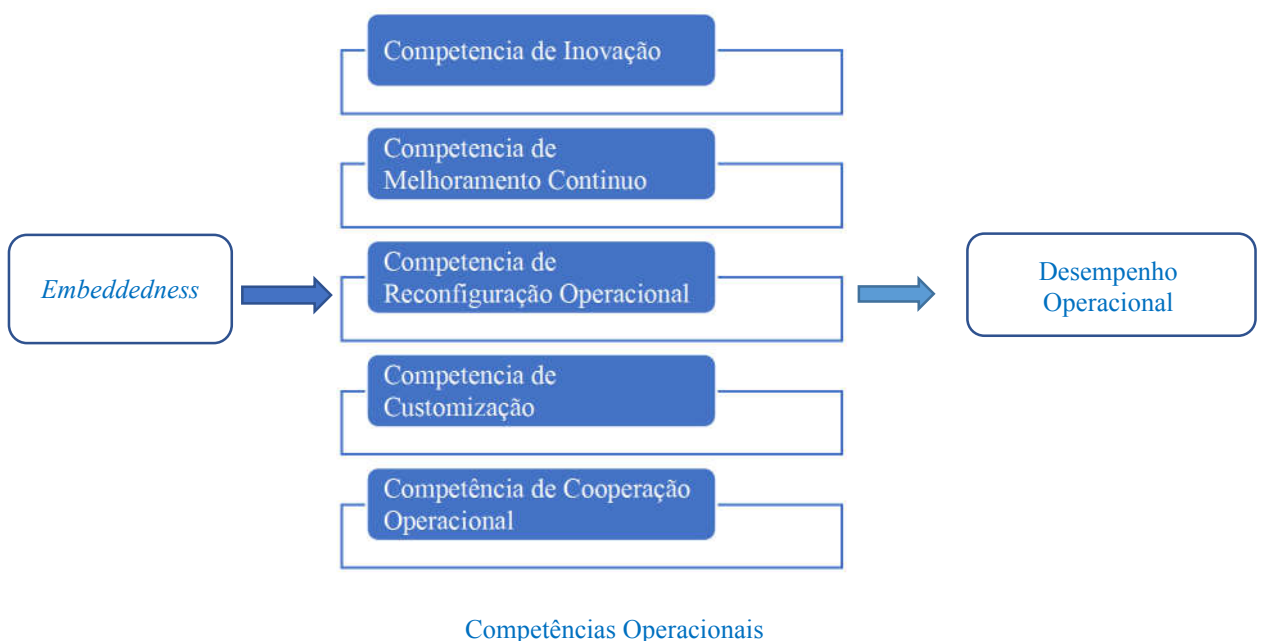 Competencia de Inovação
Competencia de
Melhoramento Continuo
Embeddedness
Competencia de
Reconfiguração Operacional
Desempenho
Operacional
Competencia de
Customização
Competência de Cooperação
Operacional
Competências Operacionais